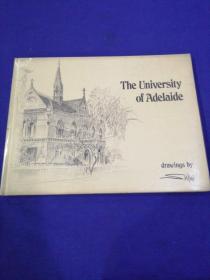 The University
of Adelaide
drawings by